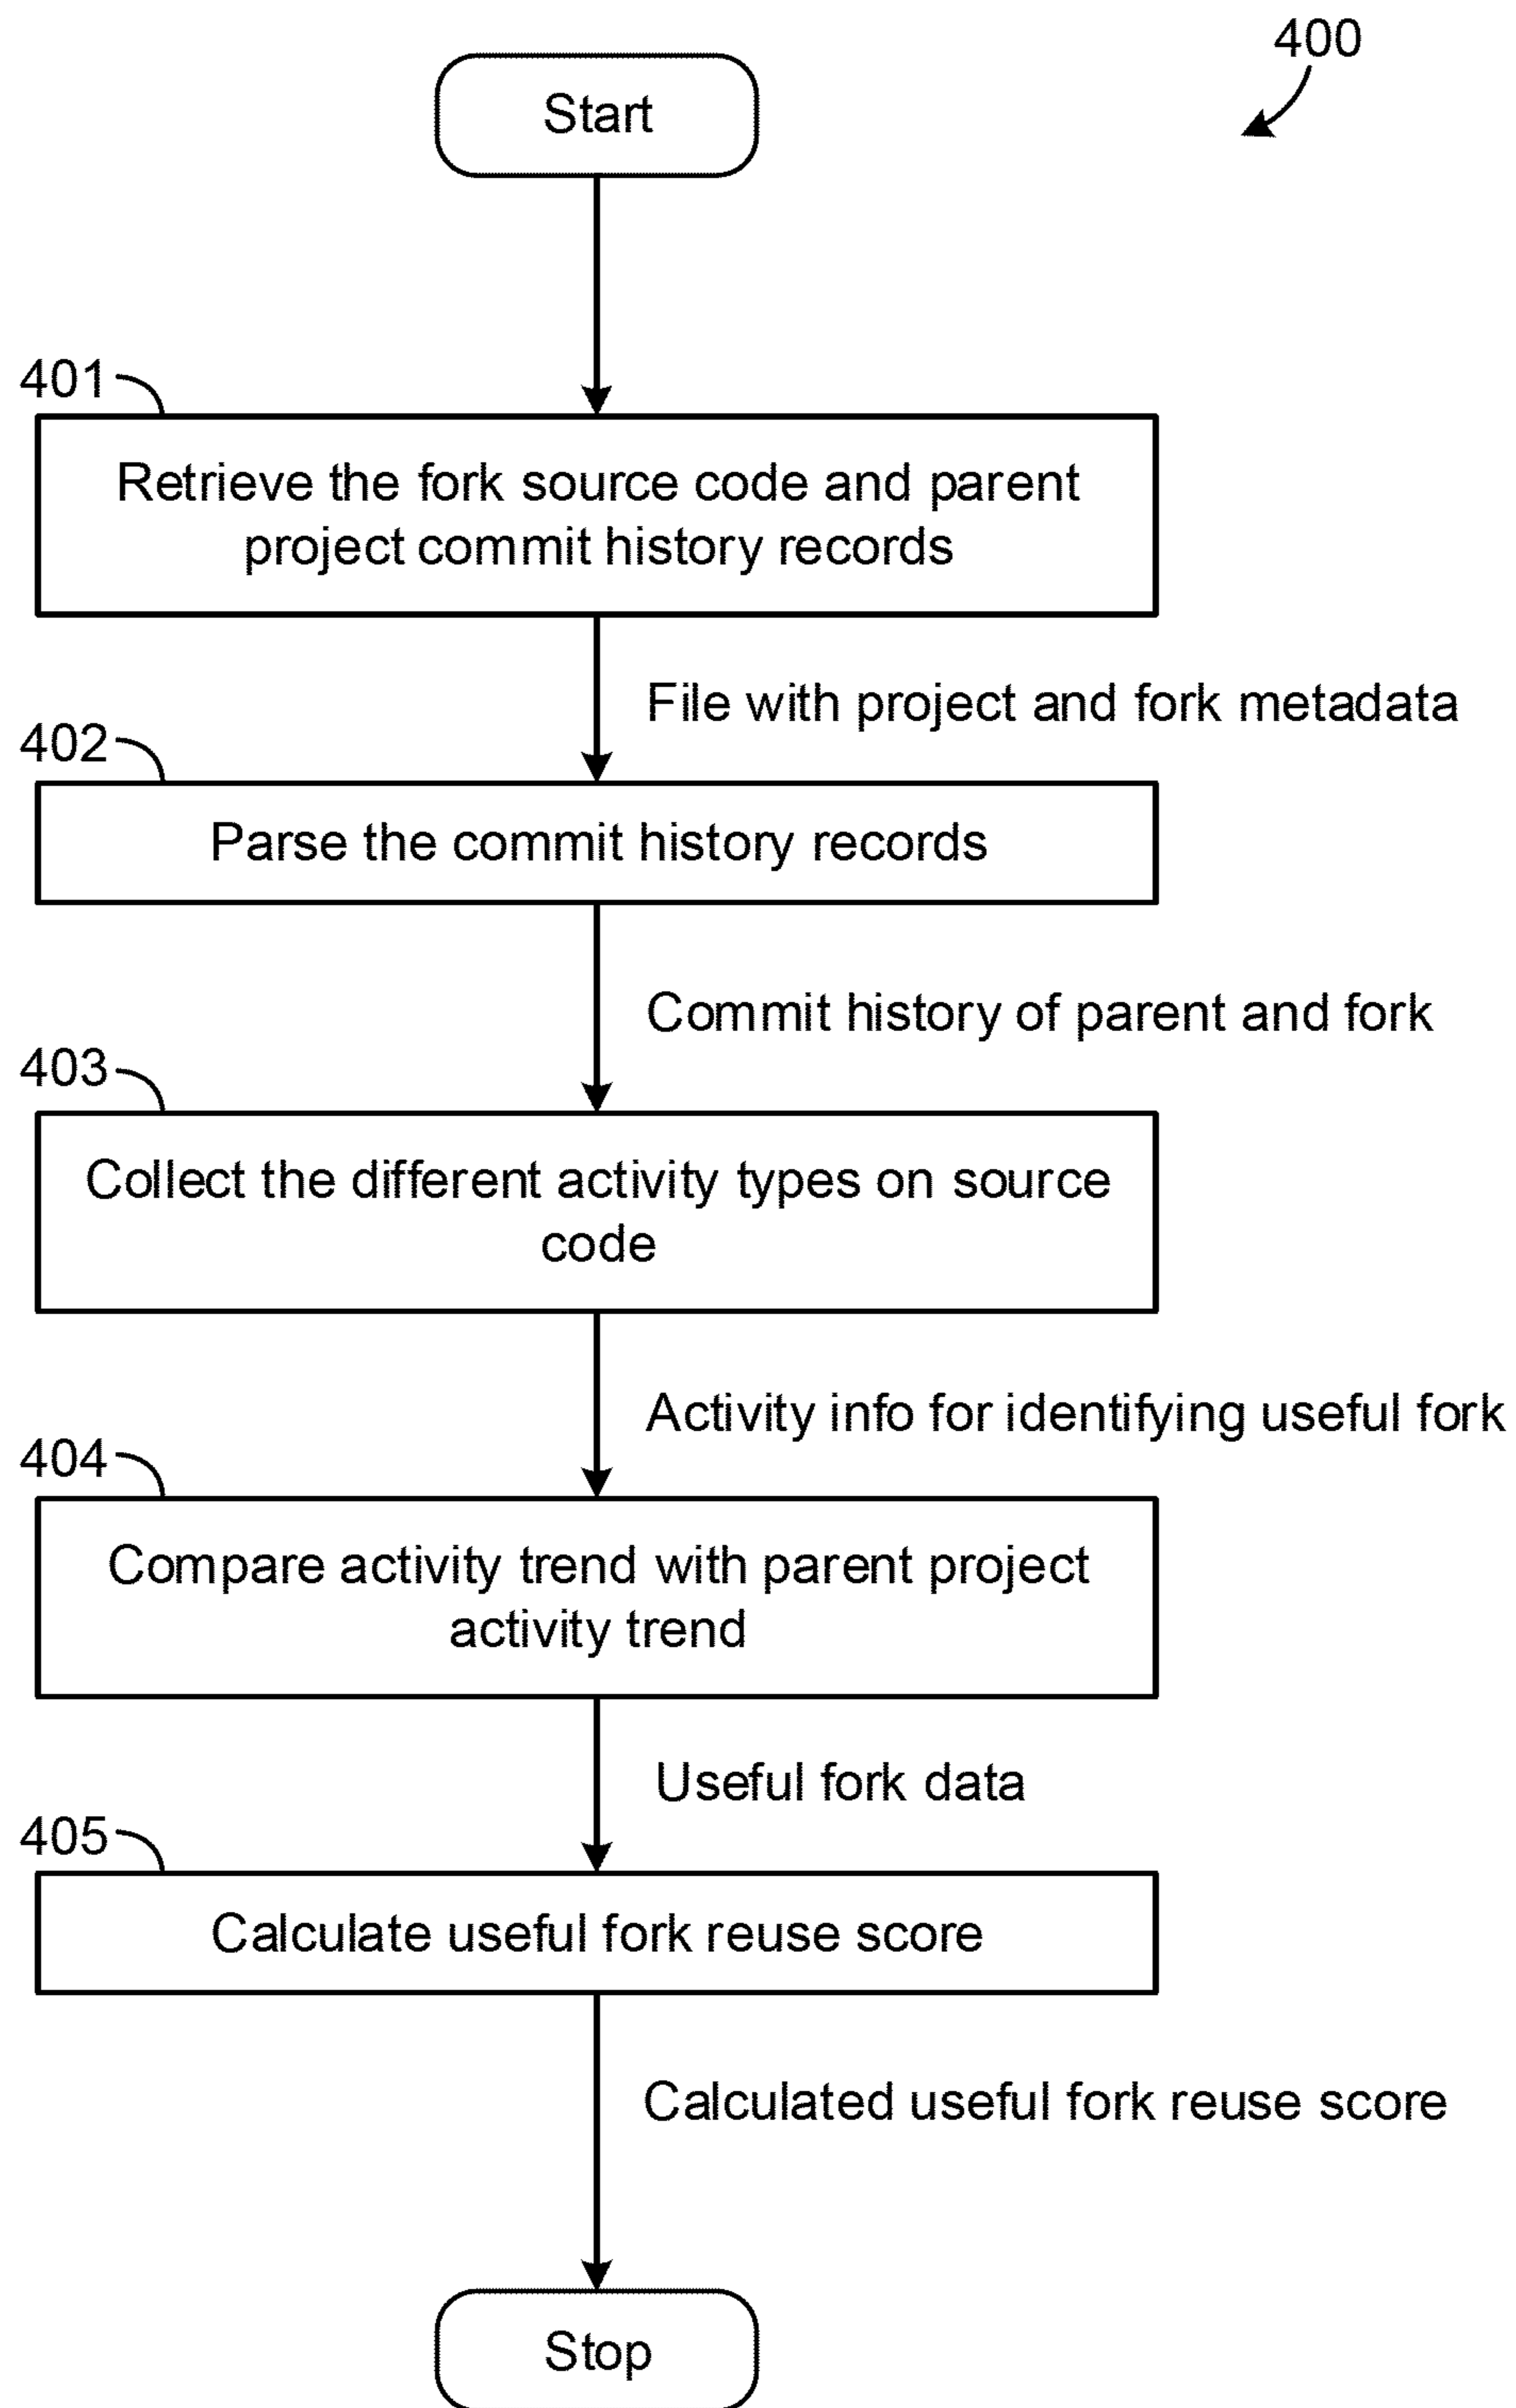 400
Start
401
Retrieve the fork source code and parent
project commit history records
File with project and fork metadata
402
Parse the commit history records
Commit history of parent and fork
403
Collect the different activity types on source
code
Activity info for identifying useful fork
404
Compare activity trend with parent project
activity trend
Useful fork data
405
Calculate useful fork reuse score
Calculated useful fork reuse score
Stop